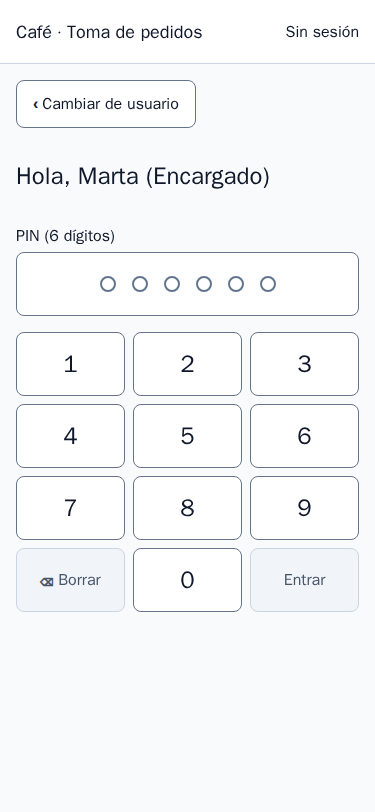 Café · Toma de pedidos
Sin sesión
‹ Cambiar de usuario
Hola, Marta (Encargado)
PIN (6 dígitos)
1 2 3
4 5 6
7 8 9
⌫ Borrar 0 Entrar